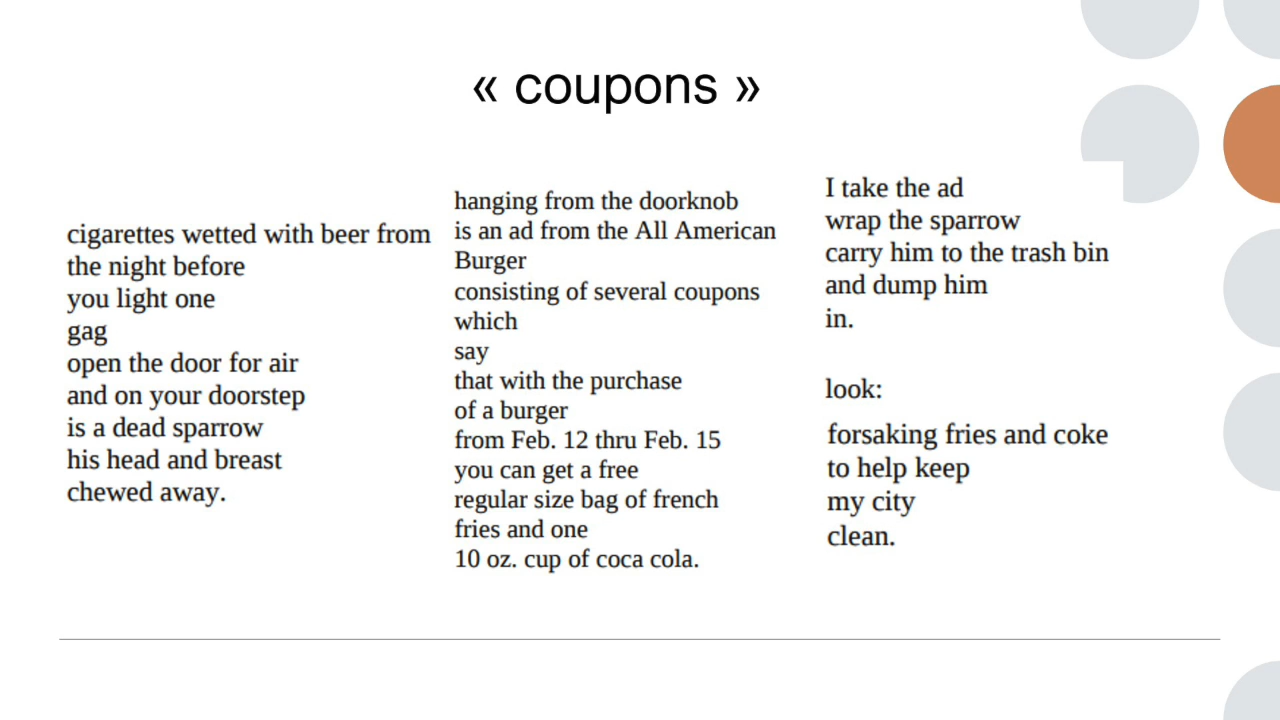 « coupons »
cigarettes wetted with beer from
the night before
you light one
gag
open the door for air
and on your doorstep
is a dead sparrow
his head and breast
chewed away.
hanging from the doorknob
is an ad from the All American
Burger
consisting of several coupons
which
say
that with the purchase
of a burger
from Feb. 12 thru Feb. 15
you can get a free
regular size bag of french
fries and one
10 oz. cup of coca cola.
I take the ad
wrap the sparrow
carry him to the trash bin
and dump him
in.
look:
forsaking fries and coke
to help keep
my city
clean.